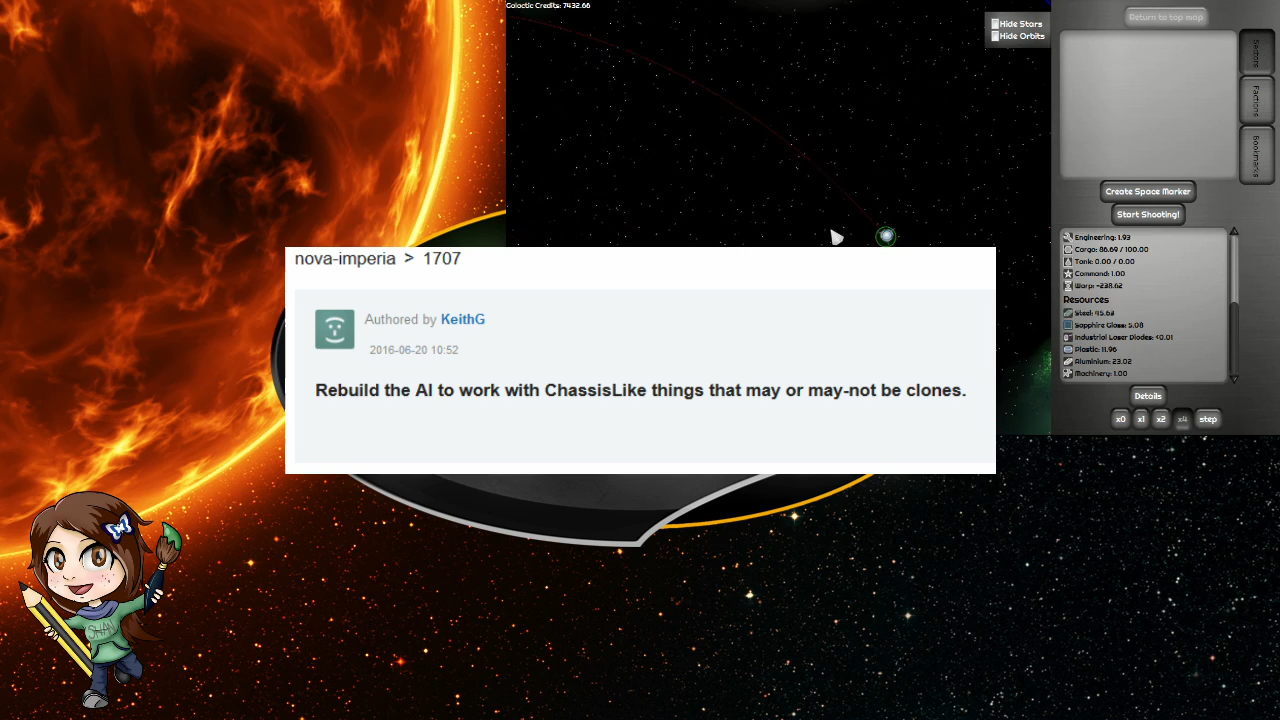 Galactic Credits: 7432.66
Hide Stars
Hide Orbits
Return to top map
Sectors
Factions
Bookmarks
Create Space Marker
Start Shooting!
Engineering: 1.93
Cargo: 86.69 / 100.00
Tank: 0.00 / 0.00
Command: 1.00
Warp: -238.62
Resources
Steel: 45.63
Sapphire Glass: 5.08
Industrial Laser Diodes: <0.01
Plastic: 11.96
Aluminium: 23.02
Machinery: 1.00
Details
x0 x1 x2 x4 step
nova-imperia > 1707
Authored by KeithG
2016-06-20 10:52
Rebuild the AI to work with ChassisLike things that may or may-not be clones.
SHAN